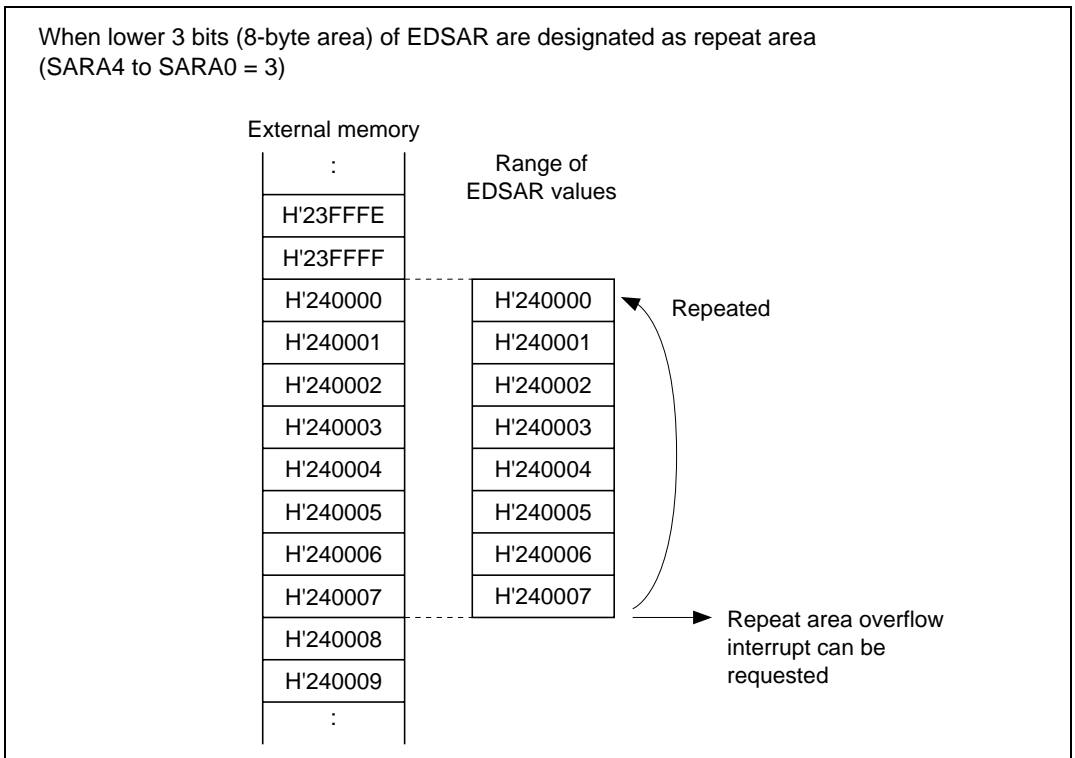 When lower 3 bits (8-byte area) of EDSAR are designated as repeat area
(SARA4 to SARA0 = 3)
External memory
:
H'23FFFE
H'23FFFF
H'240000
H'240001
H'240002
H'240003
H'240004
H'240005
H'240006
H'240007
H'240008
H'240009
:
Range of
EDSAR values
H'240000
H'240001
H'240002
H'240003
H'240004
H'240005
H'240006
H'240007
Repeated
Repeat area overflow
interrupt can be
requested